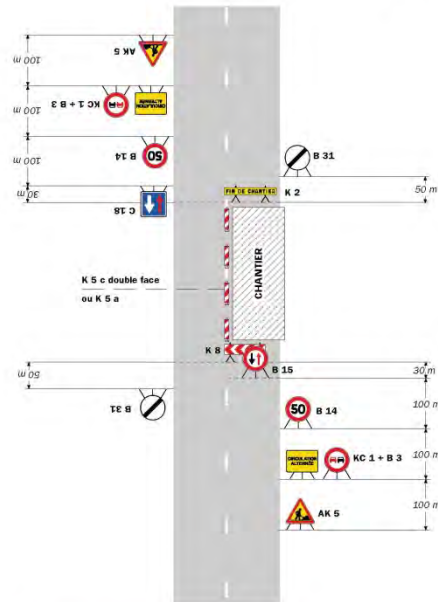 AK 5
100 m
CIRCULATION ALTERNÉE
KC 1 + B 3
100 m
50
B 14
100 m
B 31
30 m
C 18
FIN DE CHANTIER
K 2
50 m
CHANTIER
K 5 c double face
ou K 5 a
K 8
B 15
50 m
30 m
B 31
50
B 14
100 m
CIRCULATION
ALTERNÉE
KC 1 + B 3
100 m
AK 5
100 m